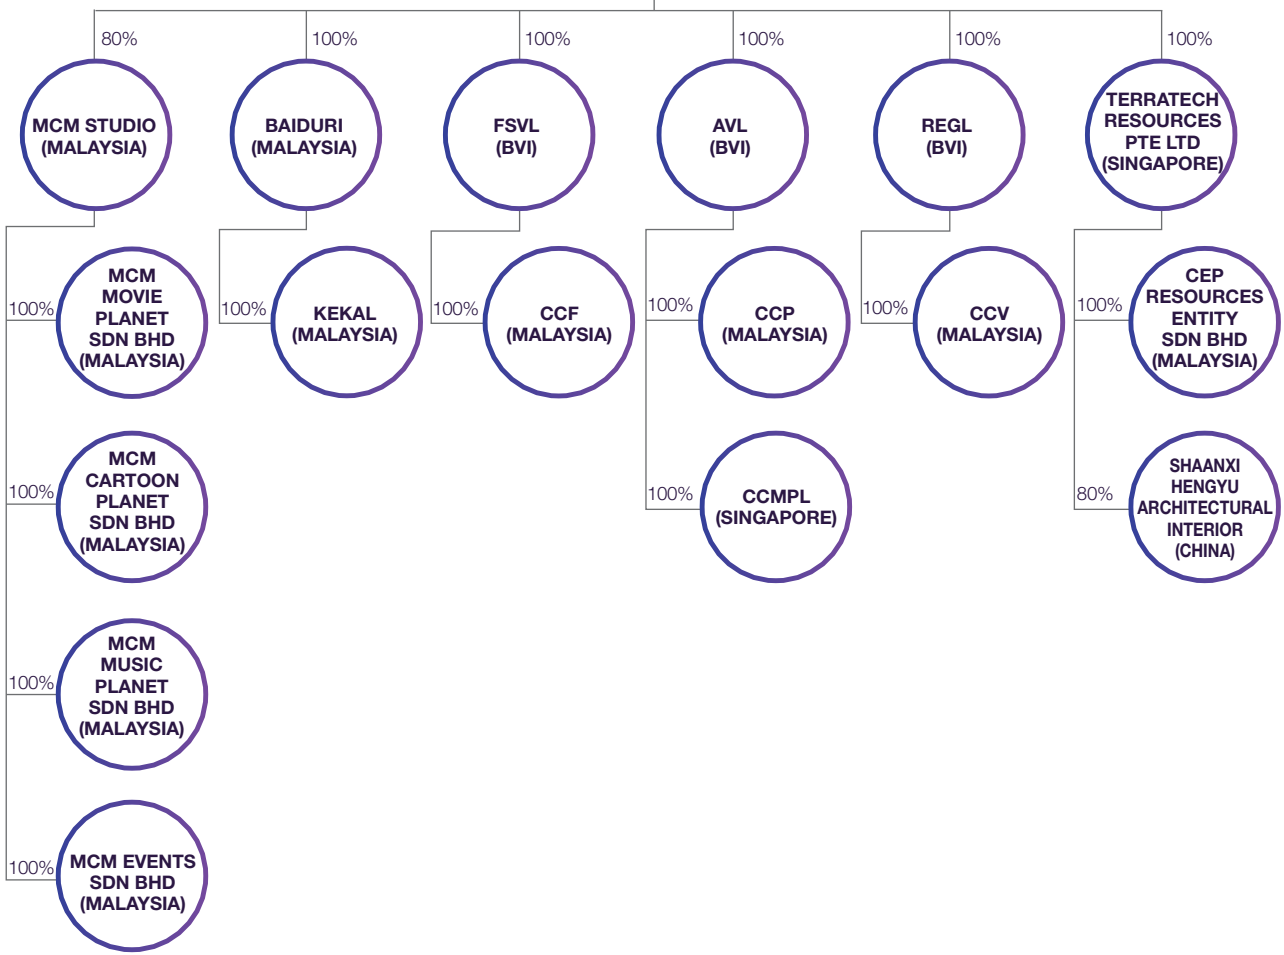 80%
100%
100%
100%
100%
100%
MCM STUDIO
(MALAYSIA)
BAIDURI
(MALAYSIA)
FSVL
(BVI)
AVL
(BVI)
REGL
(BVI)
TERRATECH
RESOURCES
PTE LTD
(SINGAPORE)
100%
MCM
MOVIE
PLANET
SDN BHD
(MALAYSIA)
100%
KEKAL
(MALAYSIA)
100%
CCF
(MALAYSIA)
100%
CCP
(MALAYSIA)
100%
CCV
(MALAYSIA)
100%
CEP
RESOURCES
ENTITY
SDN BHD
(MALAYSIA)
100%
MCM
CARTOON
PLANET
SDN BHD
(MALAYSIA)
100%
CCMPL
(SINGAPORE)
80%
SHAANXI
HENGYU
ARCHITECTURAL
INTERIOR
(CHINA)
100%
MCM
MUSIC
PLANET
SDN BHD
(MALAYSIA)
100%
MCM EVENTS
SDN BHD
(MALAYSIA)